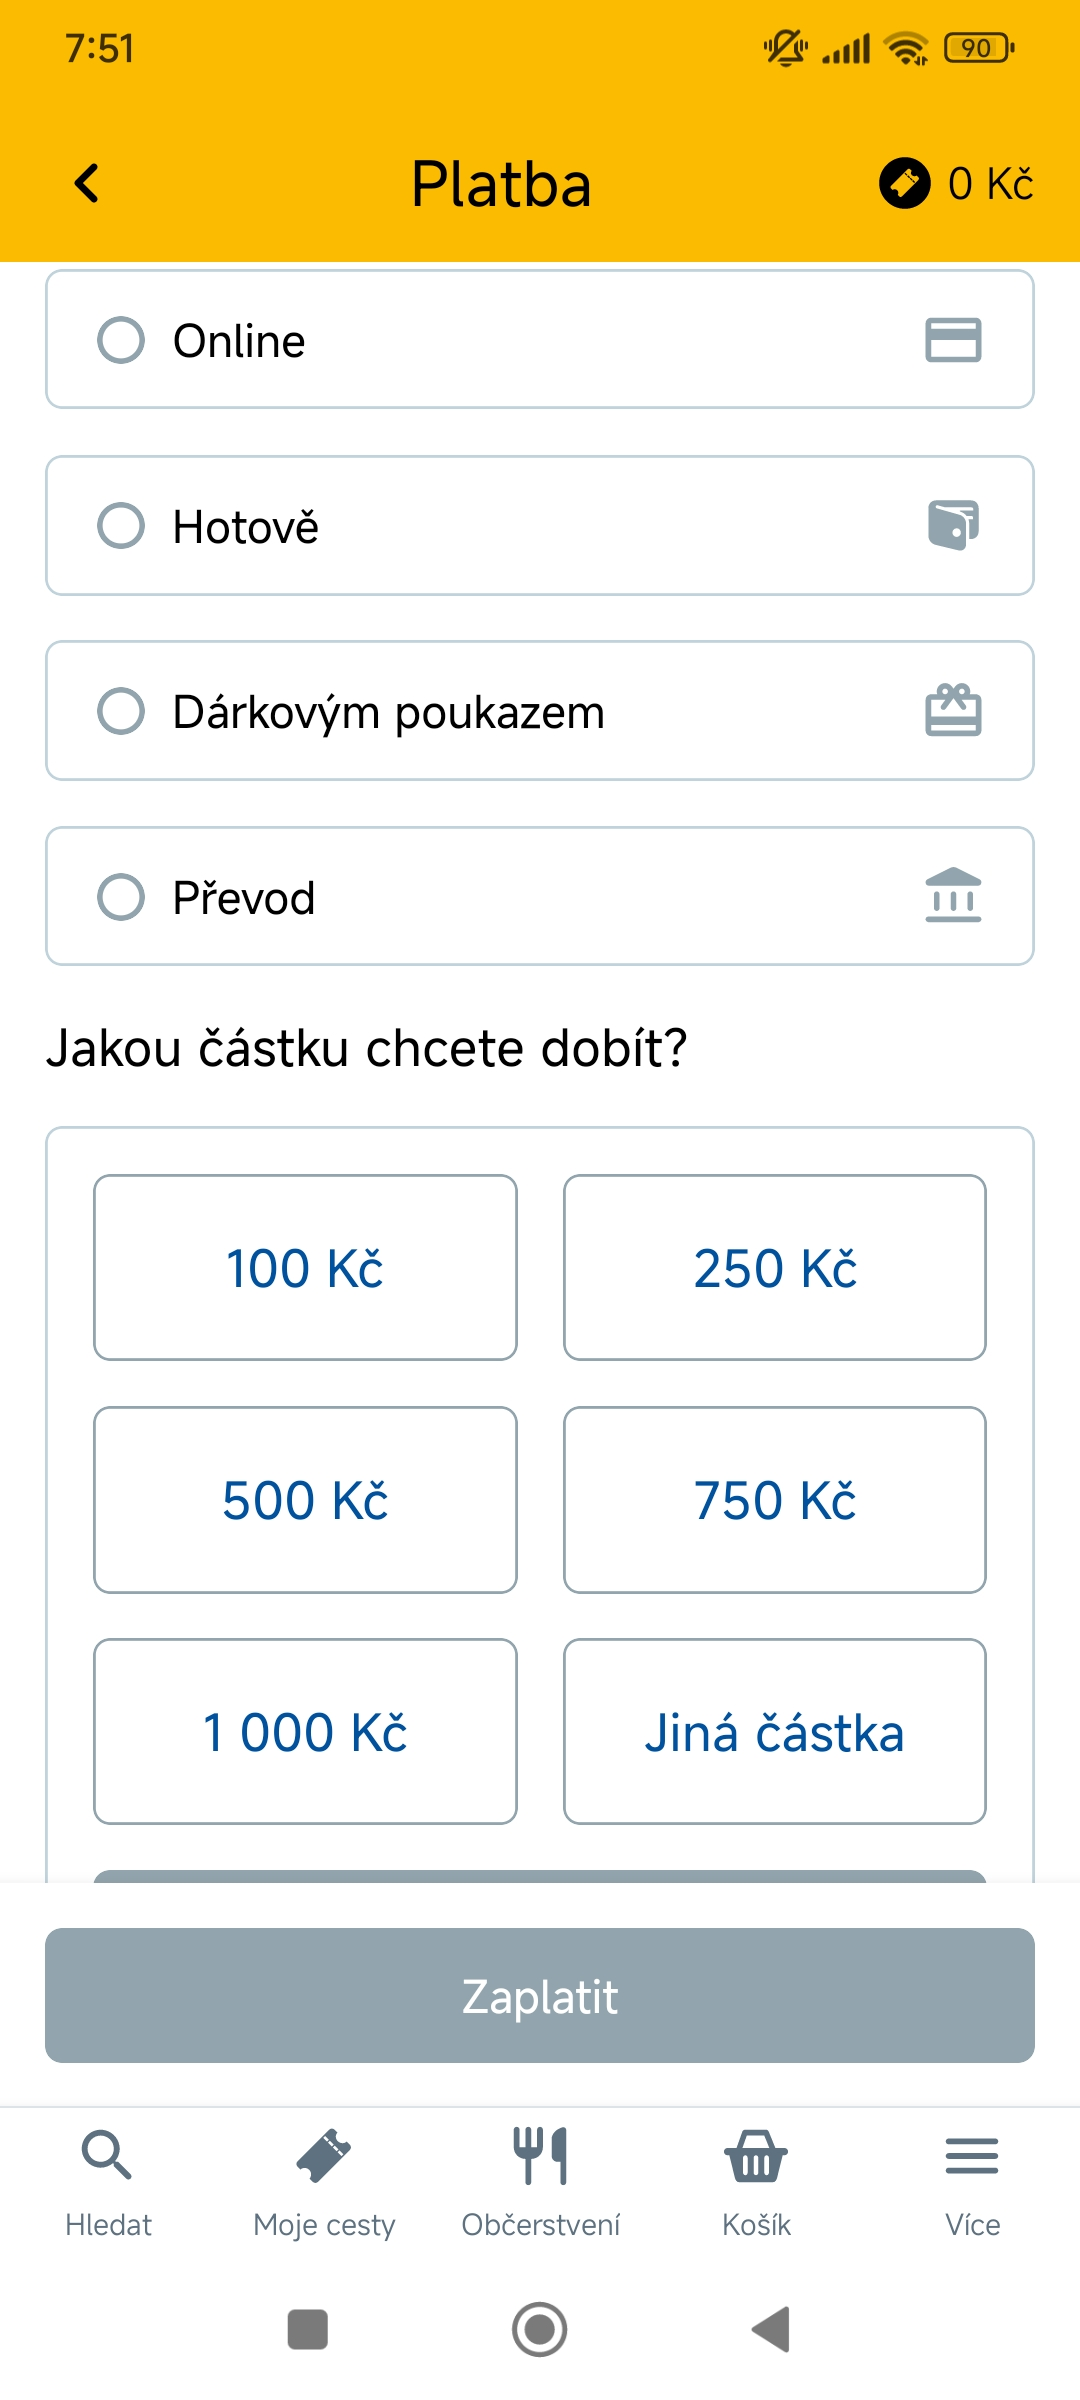 7:51
90
Platba
0 Kč
Online
Hotově
Dárkovým poukazem
Převod
Jakou částku chcete dobít?
100 Kč
250 Kč
500 Kč
750 Kč
1 000 Kč
Jiná částka
Zaplatit
Hledat
Moje cesty
Občerstvení
Košík
Více